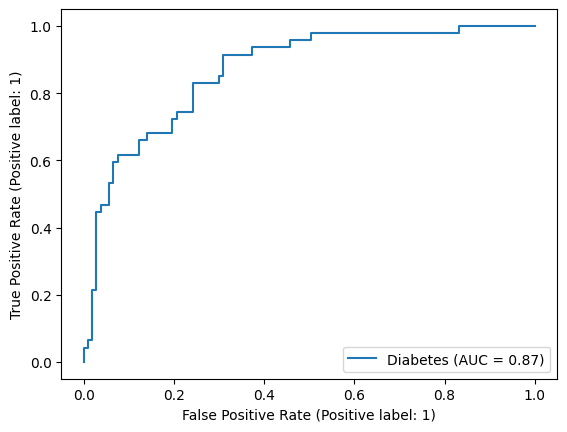 1.0
0.8
0.6
0.4
0.2
0.0
True Positive Rate (Positive label: 1)
Diabetes (AUC = 0.87)
0.0 0.2 0.4 0.6 0.8 1.0
False Positive Rate (Positive label: 1)